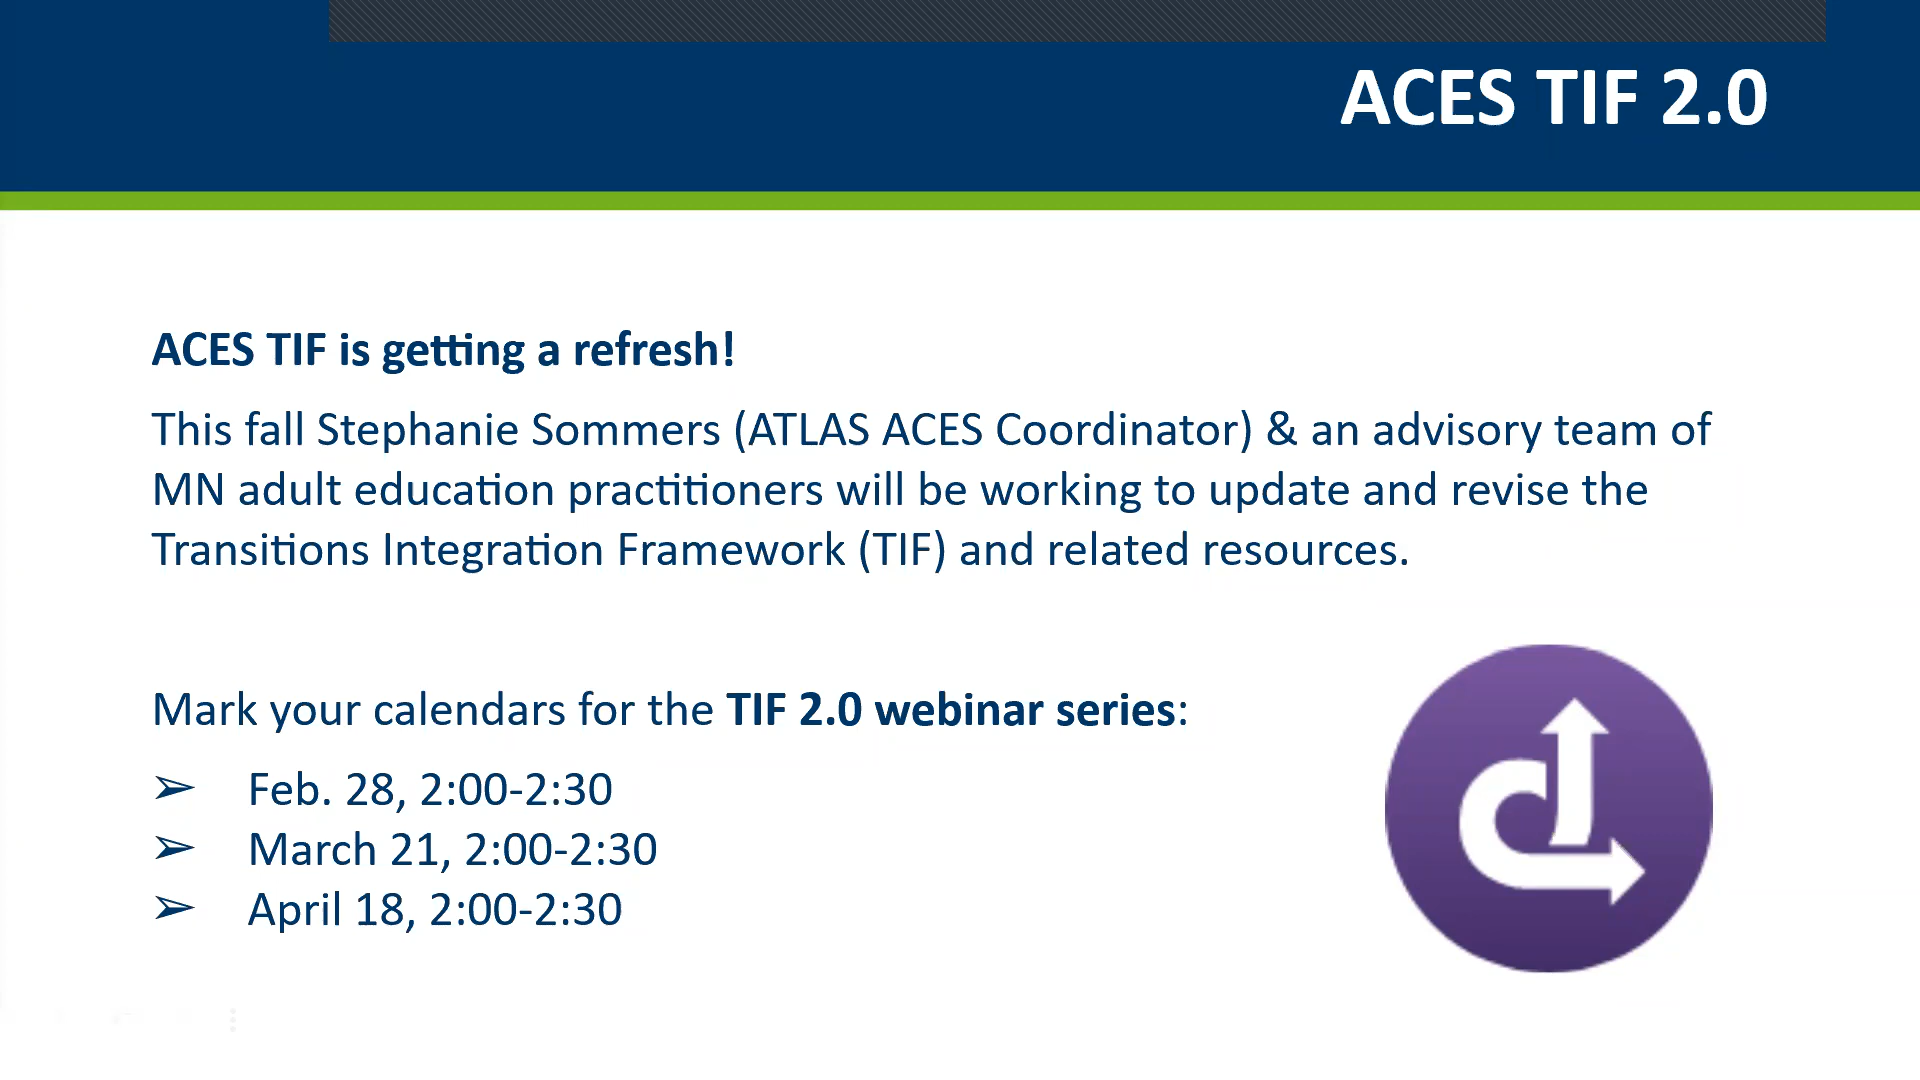 ACES TIF 2.0
ACES TIF is getting a refresh!
This fall Stephanie Sommers (ATLAS ACES Coordinator) & an advisory team of
MN adult education practitioners will be working to update and revise the
Transitions Integration Framework (TIF) and related resources.
Mark your calendars for the TIF 2.0 webinar series:
➢ Feb. 28, 2:00-2:30
➢ March 21, 2:00-2:30
➢ April 18, 2:00-2:30